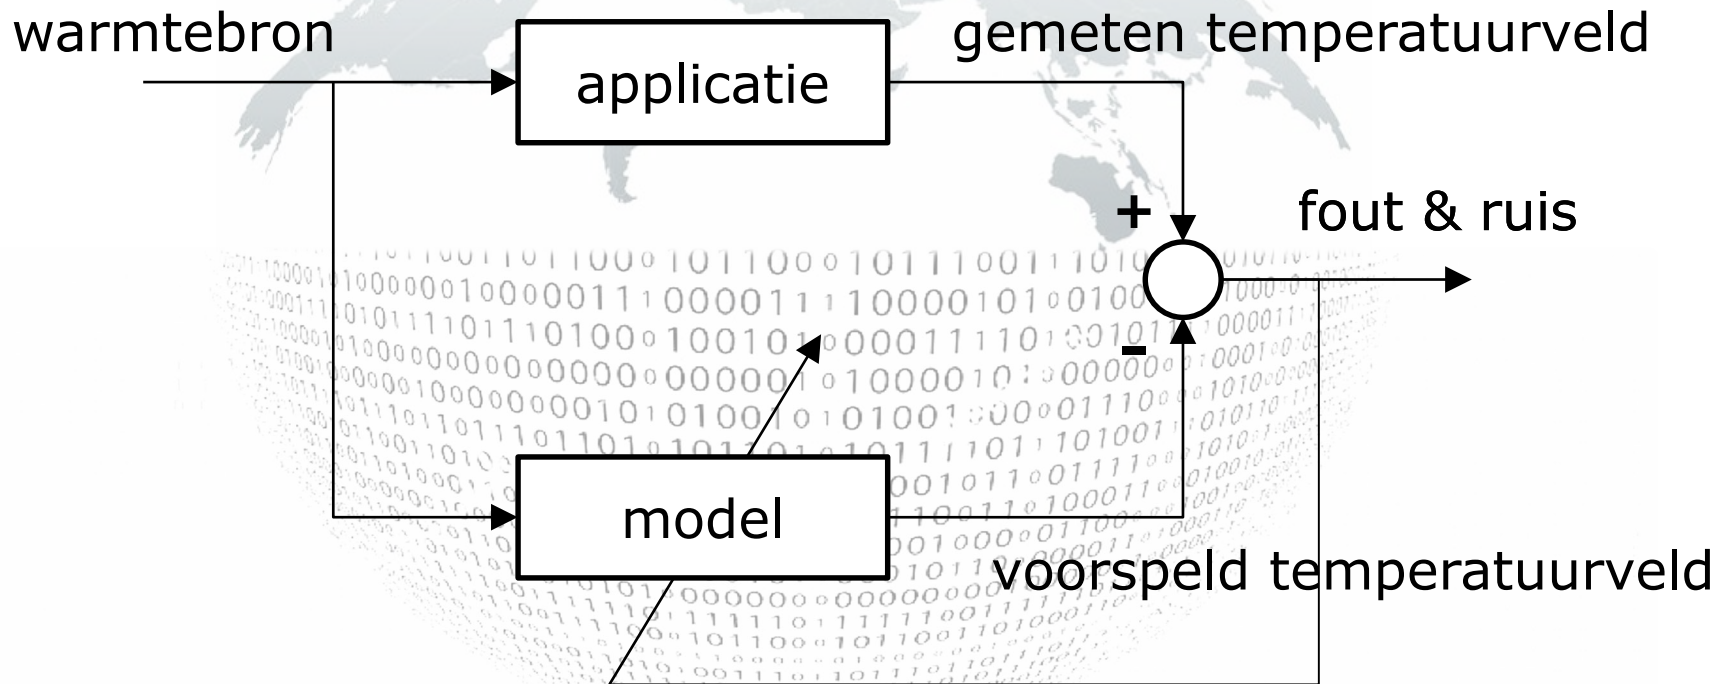 warmtebron
applicatie
gemeten temperatuurveld
+
fout & ruis
-
model
voorspeld temperatuurveld